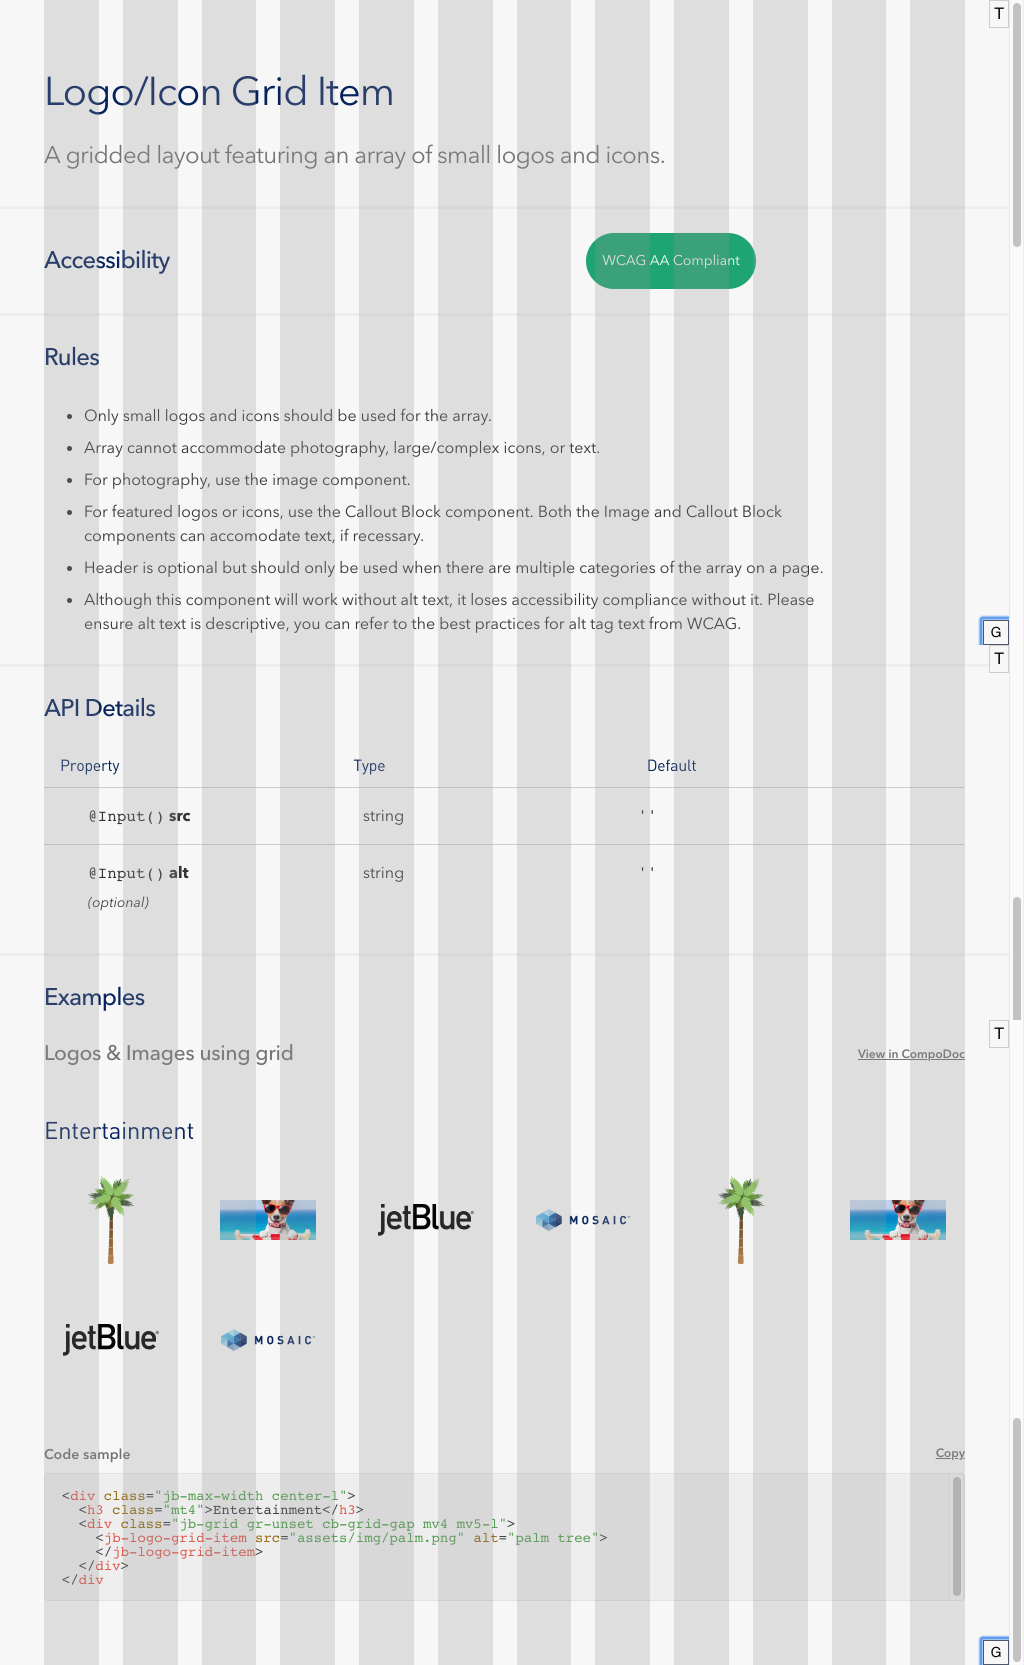 T
Logo/Icon Grid Item
A gridded layout featuring an array of small logos and icons.
Accessibility
WCAG AA Compliant
Rules
• Only small logos and icons should be used for the array.
• Array cannot accommodate photography, large/complex icons, or text.
• For photography, use the image component.
• For featured logos or icons, use the Callout Block component. Both the Image and Callout Block
components can accomodate text, if recessary.
• Header is optional but should only be used when there are multiple categories of the array on a page.
• Although this component will work without alt text, it loses accessibility compliance without it. Please
ensure alt text is descriptive, you can refer to the best practices for alt tag text from WCAG.
G
T
API Details
Property Type Default
@Input() src string ''
@Input() alt string ''
(optional)
Examples
T
Logos & Images using grid View in CompoDoc
Entertainment
jetBlue MOSAIC
jetBlue MOSAIC
Code sample Copy
<div class="jb-max-width center-l">
<h3 class="mt4">Entertainment</h3>
<div class="jb-grid gr-unset cb-grid-gap mv4 mv5-l">
<jb-logo-grid-item src="assets/img/palm.png" alt="palm tree">
</jb-logo-grid-item>
</div>
</div
G